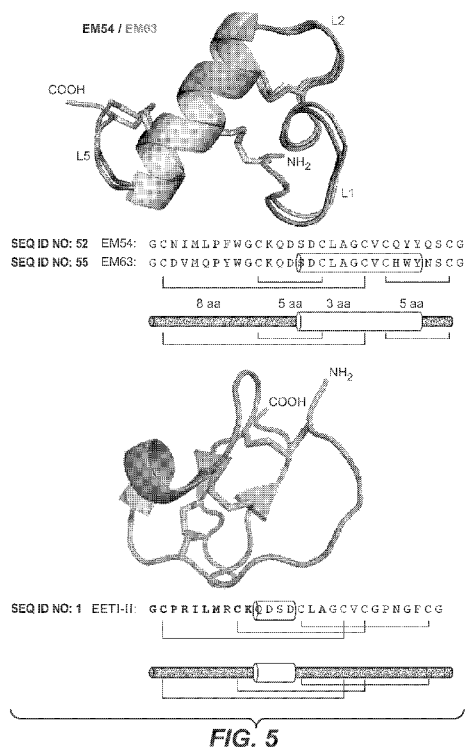 EM54 / EM63
L2
COOH
L5
NH2
L1
SEQ ID NO: 52 EM54: GCNIMLPFWGCKQDSDCLAGCVCQYYQSCG
SEQ ID NO: 55 EM63: GCDVMQPYWGCKQDSDCLAGCVCHWYNSCG
8 aa 5 aa 3 aa 5 aa
NH2
COOH
SEQ ID NO: 1 EETI-II: GCPRILMRCKQDSDCLAGCVCGPNGFCG
FIG. 5